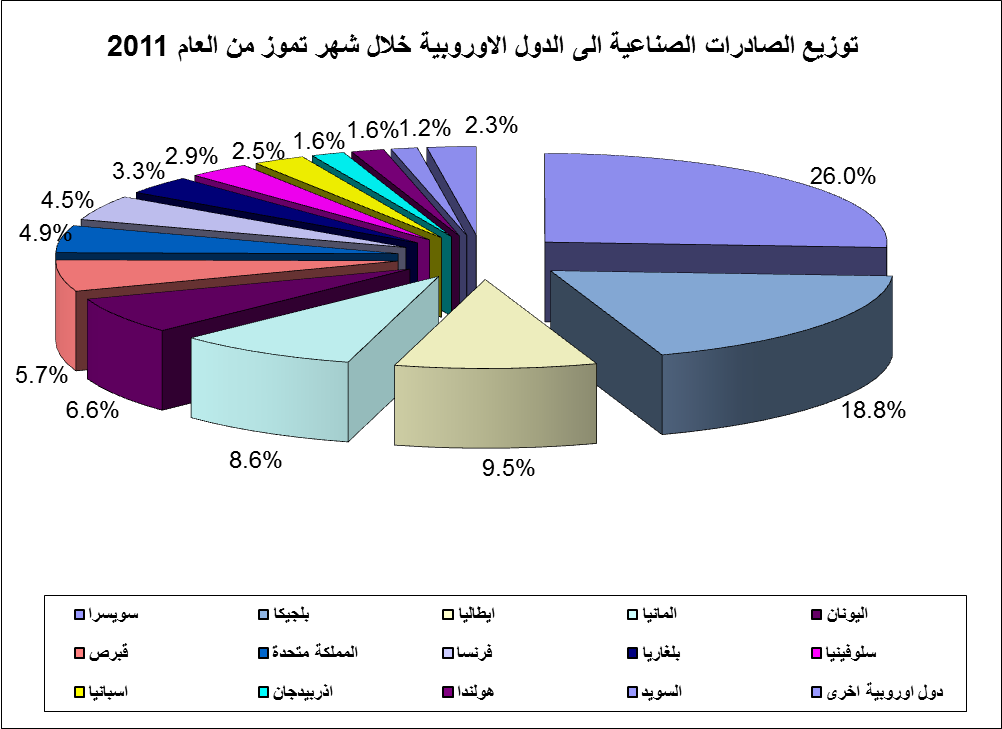 توزيع الصادرات الصناعية الى الدول الاوروبية خلال شهر تموز من العام 2011
26.0%
18.8%
9.5%
8.6%
6.6%
5.7%
4.9%
4.5%
3.3%
2.9%
2.5%
1.6%
1.6%
1.2%
2.3%
سويسرا
بلجيكا
ايطاليا
المانيا
اليونان
قبرص
المملكة متحدة
فرنسا
بلغاريا
سلوفينيا
اسبانيا
اذربيدجان
هولندا
السويد
دول اوروبية اخرى